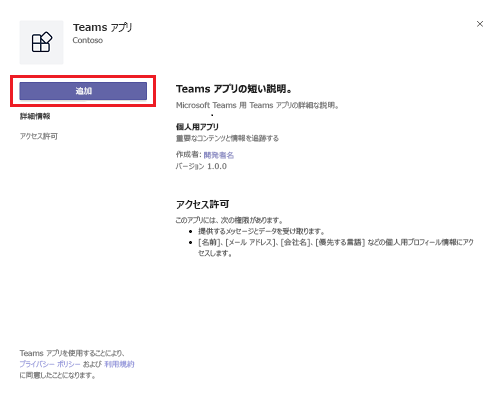 Teams アプリ
Contoso
追加
詳細情報
アクセス許可
Teams アプリの短い説明。
Microsoft Teams 用 Teams アプリの詳細な説明。
個人用アプリ
重要なコンテンツと情報を追跡する
作成者: 開発者名
バージョン 1.0.0
アクセス許可
このアプリには、次の権限があります。
• 提供するメッセージとデータを受け取ります。
• [名前]、[メール アドレス]、[会社名]、[優先する言語] などの個人用プロフィール情報にアク
セスします。
Teams アプリを使用することにより、
プライバシー ポリシー および 利用規約
に同意したことになります。